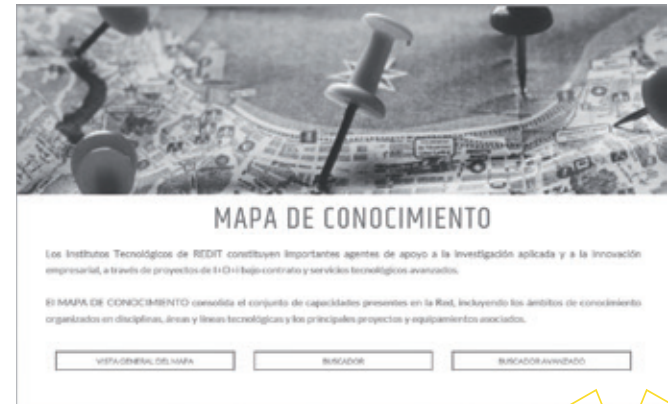 MAPA DE CONOCIMIENTO
Los Institutos Tecnológicos de REDIT constituyen importantes agentes de apoyo a la investigación aplicada y a la innovación
empresarial, a través de proyectos de I+D+i bajo contrato y servicios tecnológicos avanzados.
El MAPA DE CONOCIMIENTO consolida el conjunto de capacidades presentes en la Red, incluyendo los ámbitos de conocimiento
organizados en disciplinas, áreas y líneas tecnológicas y los principales proyectos y equipamientos asociados.
VISTA GENERAL DEL MAPA
BUSCADOR
BUSCADOR AVANZADO